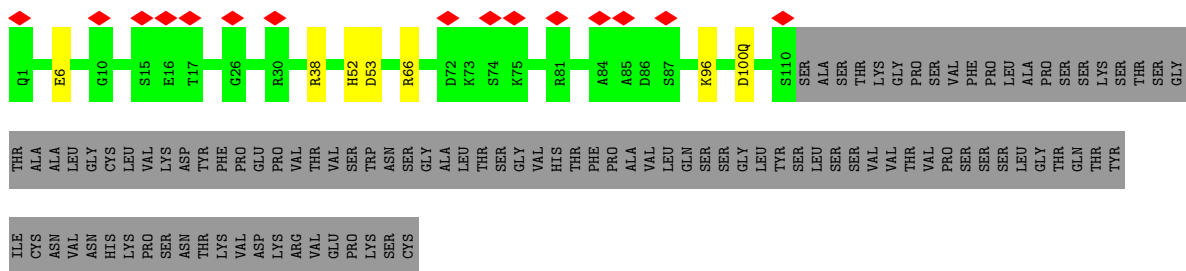 Q1 E6 G10 S15 E16 T17 G26 R30 R38 H52 D53 R66 D72 K73 S74 K75 R81 A84 A85 D86 S87 K96 D100Q S110 SER ALA SER THR LYS GLY PRO SER VAL PHE PRO LEU ALA PRO SER SER LYS SER THR SER GLY
THR ALA ALA LEU GLY CYS LEU VAL LYS ASP TYR PHE PRO GLU PRO VAL THR VAL SER TRP ASN SER GLY ALA LEU THR SER GLY VAL HIS THR PHE PRO ALA VAL LEU GLN SER SER GLY LEU TYR SER LEU SER SER VAL VAL THR VAL PRO SER SER SER LEU GLY THR GLN THR TYR
ILE CYS ASN VAL ASN HIS LYS PRO SER ASN THR LYS VAL ASP LYS ARG VAL GLU PRO LYS SER CYS